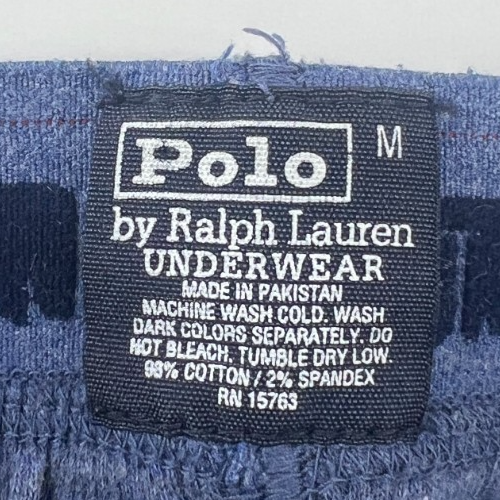 Polo
M
by Ralph Lauren
UNDERWEAR
MADE IN PAKISTAN
MACHINE WASH COLD. WASH
DARK COLORS SEPARATELY. DO
NOT BLEACH. TUMBLE DRY LOW.
98% COTTON / 2% SPANDEX
RN 15763